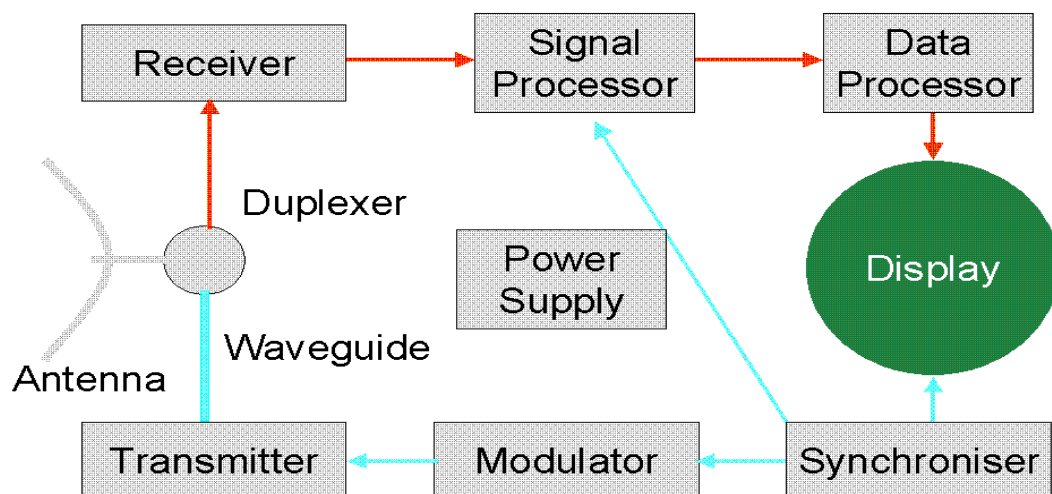 Receiver
Signal
Processor
Data
Processor
Duplexer
Power
Supply
Display
Waveguide
Antenna
Transmitter
Modulator
Synchroniser